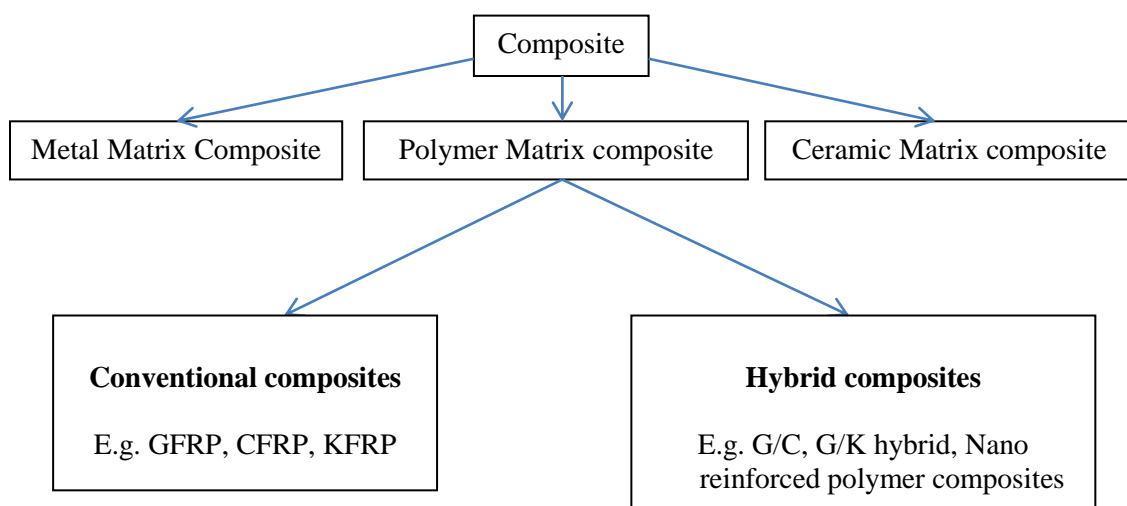 Composite
Metal Matrix Composite
Polymer Matrix composite
Ceramic Matrix composite
Conventional composites
E.g. GFRP, CFRP, KFRP
Hybrid composites
E.g. G/C, G/K hybrid, Nano
reinforced polymer composites